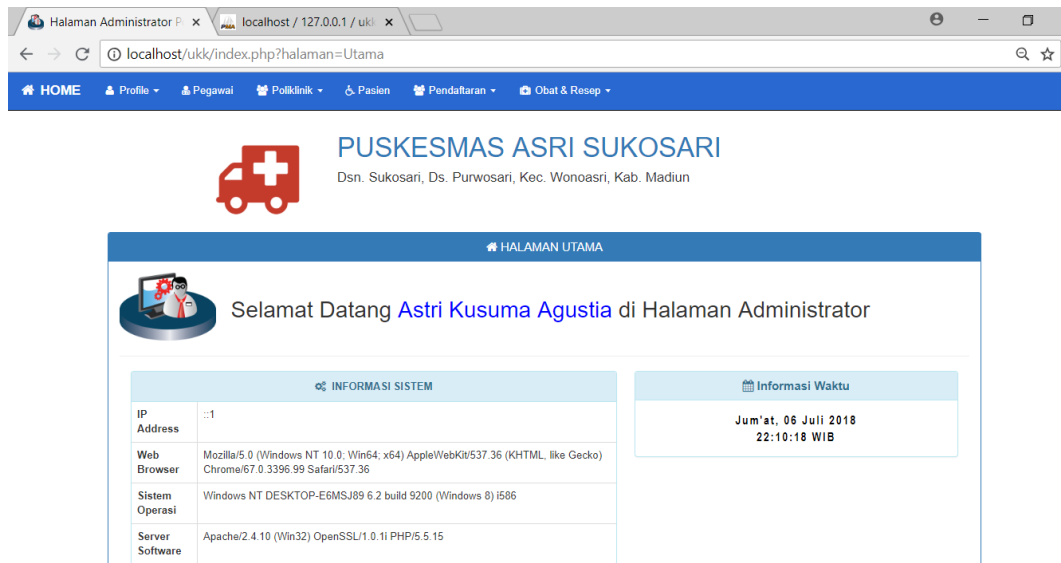 Halaman Administrator P
localhost / 127.0.0.1 / uk
localhost/ukk/index.php?halaman=Utama
HOME Profile Pegawai Poliklinik Pasien Pendaftaran Obat & Resep
PUSKESMAS ASRI SUKOSARI
Dsn. Sukosari, Ds. Purwosari, Kec. Wonoasri, Kab. Madiun
HALAMAN UTAMA
Selamat Datang Astri Kusuma Agustia di Halaman Administrator
INFORMASI SISTEM
IP
Address
::1
Web
Browser
Mozilla/5.0 (Windows NT 10.0; Win64; x64) AppleWebKit/537.36 (KHTML, like Gecko)
Chrome/67.0.3396.99 Safari/537.36
Sistem
Operasi
Windows NT DESKTOP-E6MSJ89 6.2 build 9200 (Windows 8) i586
Server
Software
Apache/2.4.10 (Win32) OpenSSL/1.0.1i PHP/5.5.15
Informasi Waktu
Jum'at, 06 Juli 2018
22:10:18 WIB